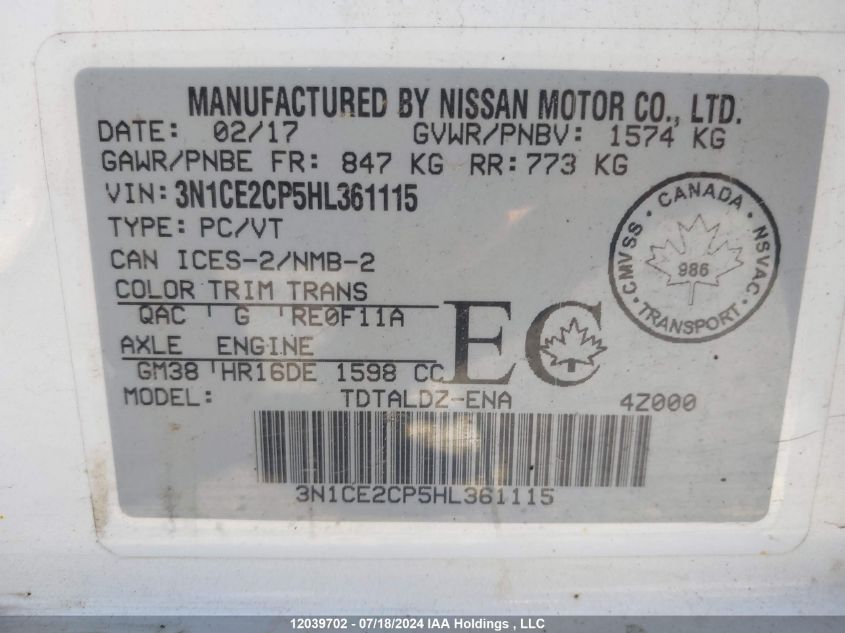 MANUFACTURED BY NISSAN MOTOR CO., LTD.
DATE: 02/17 GVWR/PNBV: 1574 KG
GAWR/PNBE FR: 847 KG RR: 773 KG
VIN: 3N1CE2CP5HL361115
TYPE: PC/VT
CAN ICES-2/NMB-2
COLOR TRIM TRANS
QAC G RE0F11A
AXLE ENGINE
GM38 HR16DE 1598 CC
EC
CMVSS · CANADA · NSVAC · TRANSPORT ·
986
MODEL: TDTALDZ-ENA 4Z000
3N1CE2CP5HL361115
12039702 - 07/18/2024 IAA Holdings , LLC